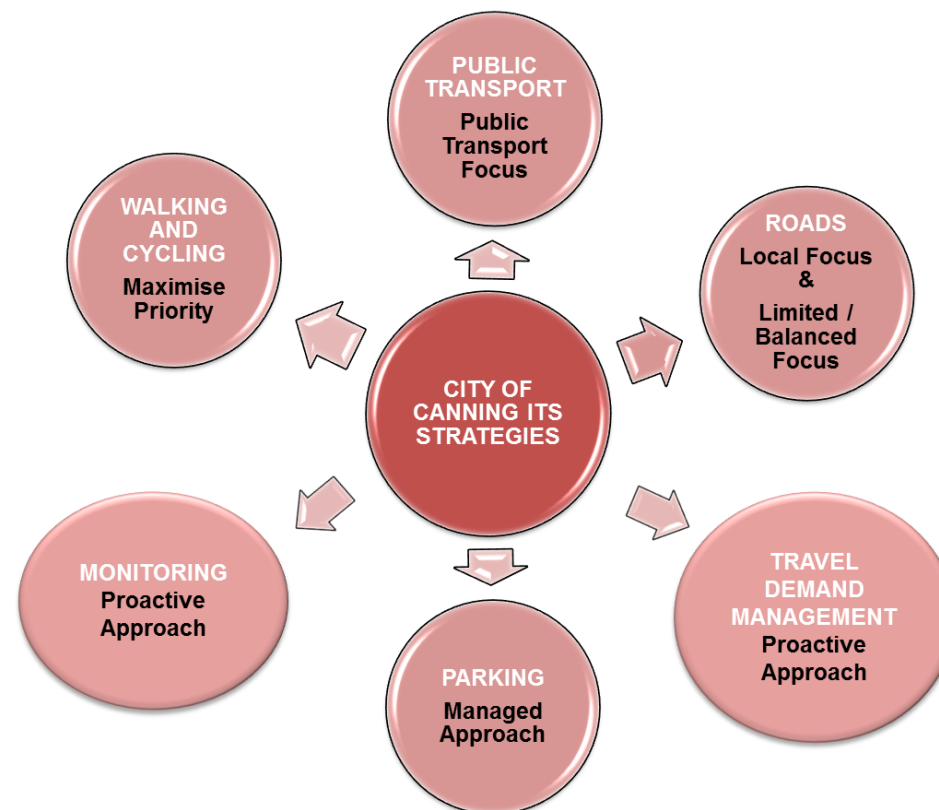 PUBLIC
TRANSPORT
Public
Transport
Focus
WALKING
AND
CYCLING
Maximise
Priority
ROADS
Local Focus
&
Limited /
Balanced
Focus
CITY OF
CANNING ITS
STRATEGIES
MONITORING
Proactive
Approach
TRAVEL
DEMAND
MANAGEMENT
Proactive
Approach
PARKING
Managed
Approach